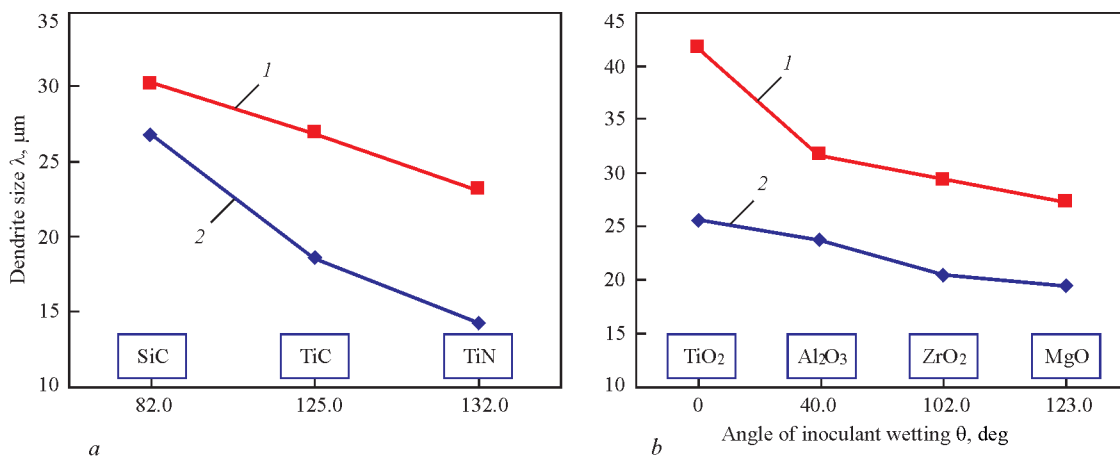 Dendrite size λ, μm
35
30
25
20
15
10
1
2
SiC
TiC
TiN
82.0
125.0
132.0
a
45
40
35
30
25
20
15
10
1
2
TiO₂
Al₂O₃
ZrO₂
MgO
0
40.0
102.0
123.0
b
Angle of inoculant wetting θ, deg